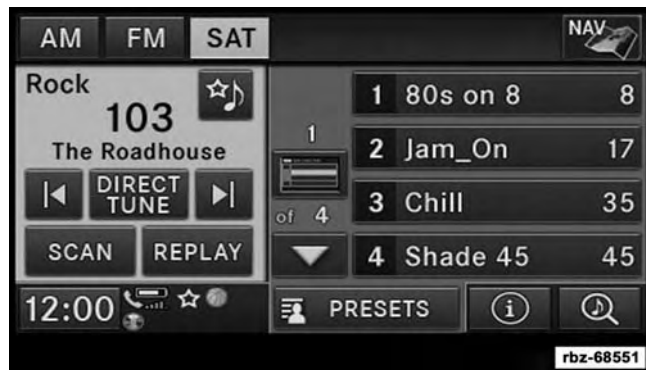 AM FM SAT NAV
Rock
103
The Roadhouse
DIRECT TUNE
SCAN REPLAY
1
of 4
1 80s on 8 8
2 Jam_On 17
3 Chill 35
4 Shade 45 45
12:00 PRESETS i
rbz-68551